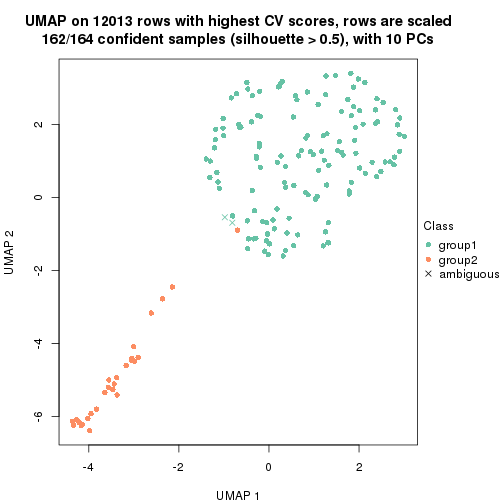 UMAP on 12013 rows with highest CV scores, rows are scaled
162/164 confident samples (silhouette > 0.5), with 10 PCs
2
0
-2
-4
-6
UMAP 2
-4 -2 0 2
UMAP 1
Class
group1
group2
ambiguous